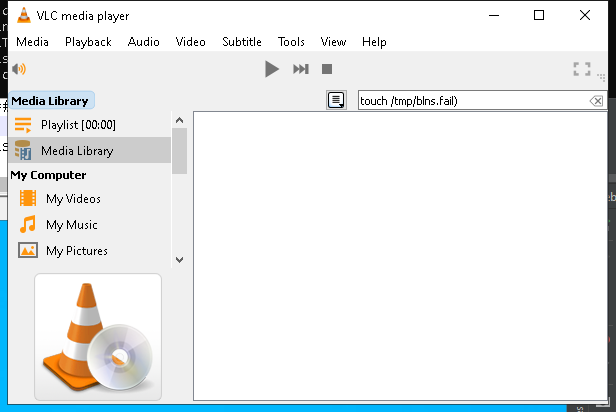 VLC media player
Media Playback Audio Video Subtitle Tools View Help
Media Library
touch /tmp/blns.fail)
Playlist [00:00]
Media Library
My Computer
My Videos
My Music
My Pictures